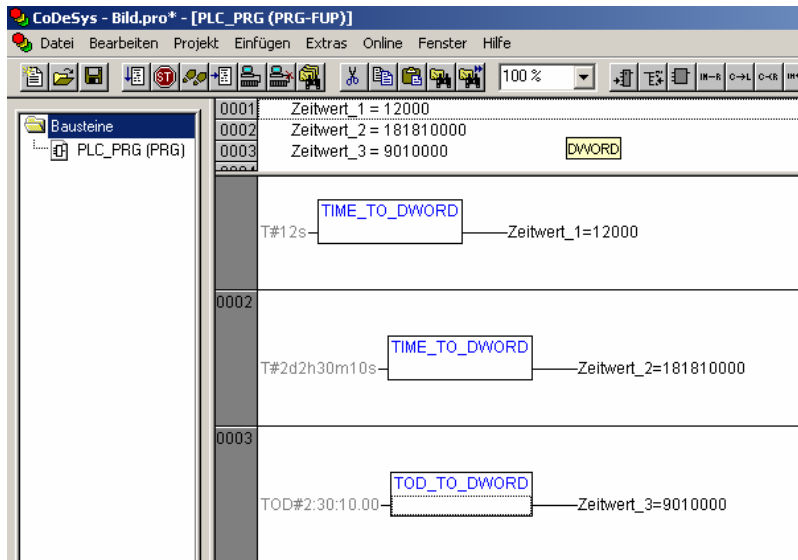 CoDeSys - Bild.pro* - [PLC_PRG (PRG-FUP)]
Datei Bearbeiten Projekt Einfügen Extras Online Fenster Hilfe
100 %
Bausteine
PLC_PRG (PRG)
0001 Zeitwert_1 = 12000
0002 Zeitwert_2 = 181810000
0003 Zeitwert_3 = 9010000
DWORD
0004
TIME_TO_DWORD
T#12s Zeitwert_1=12000
0002
TIME_TO_DWORD
T#2d2h30m10s Zeitwert_2=181810000
0003
TOD_TO_DWORD
TOD#2:30:10.00 Zeitwert_3=9010000